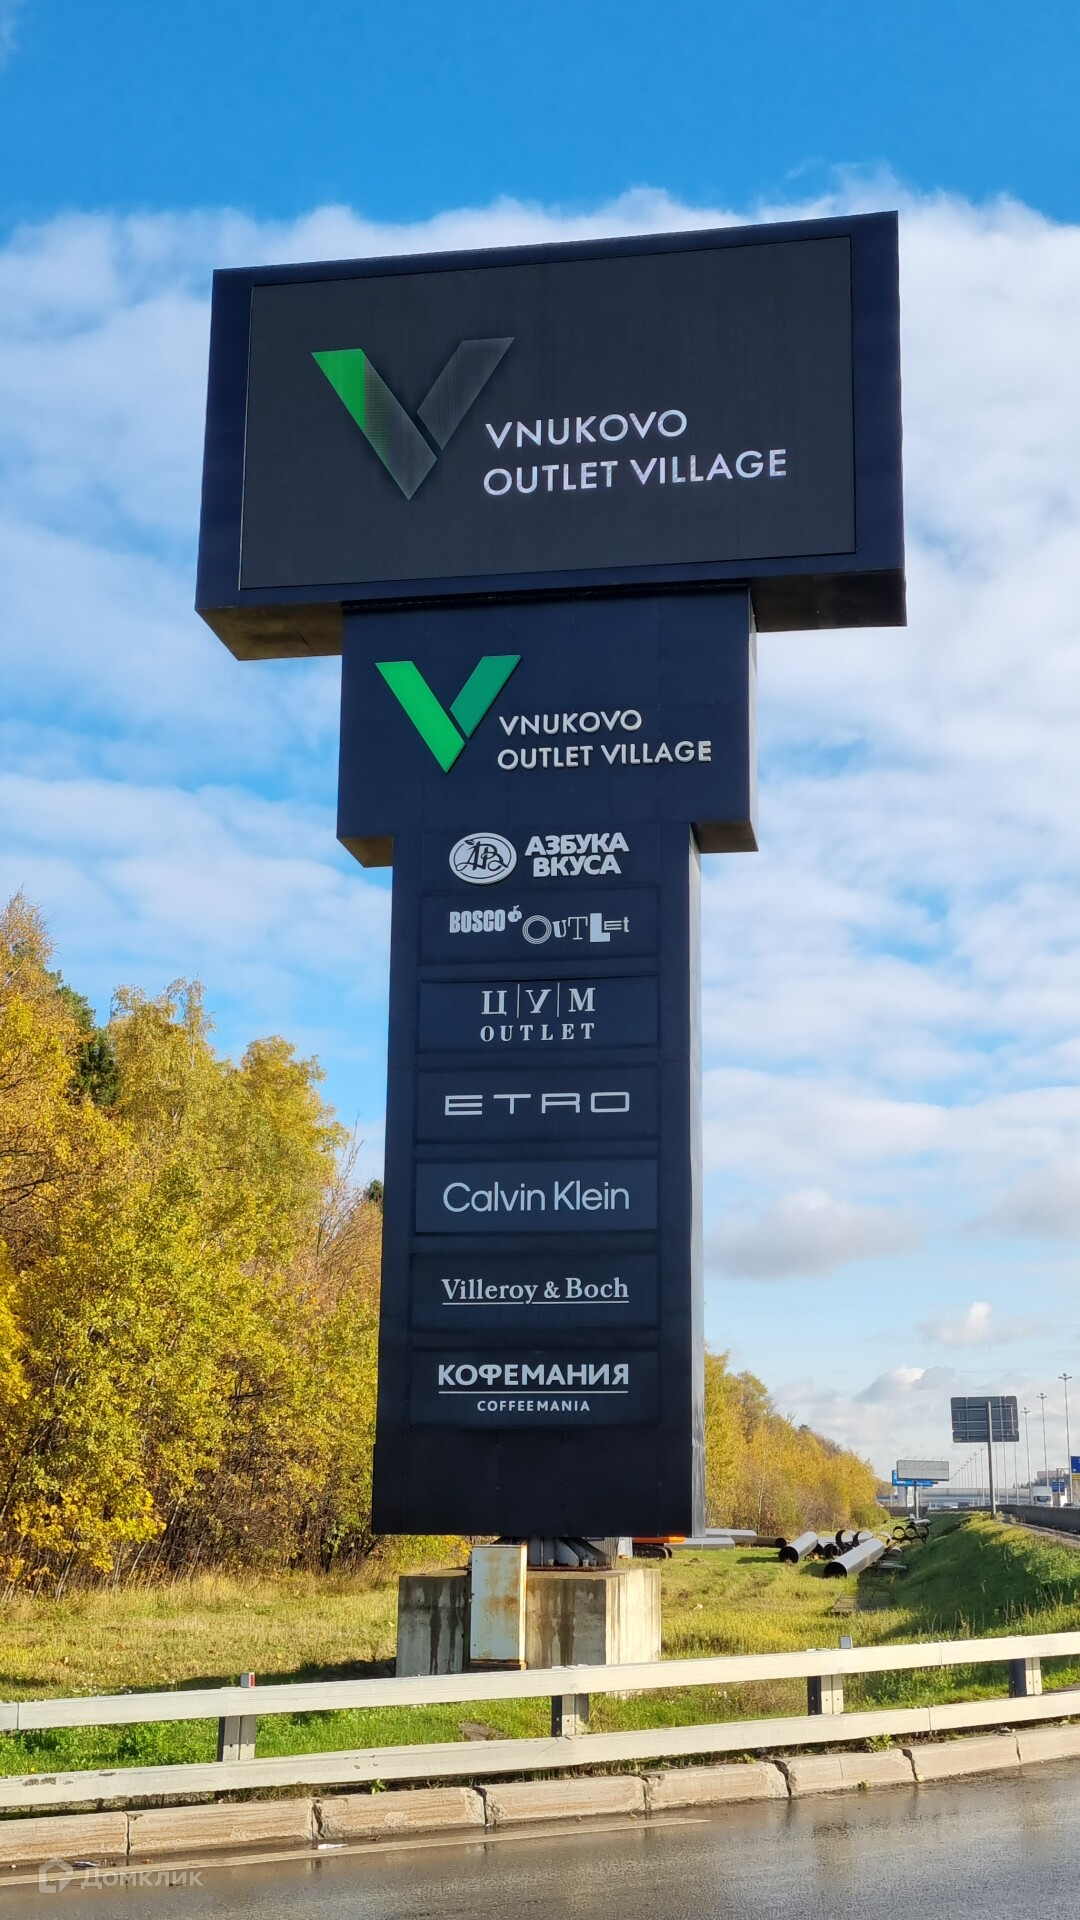 VNUKOVO
OUTLET VILLAGE
VNUKOVO
OUTLET VILLAGE
АЗБУКА
ВКУСА
BOSCO OUTLET
Ц|У|М
OUTLET
ETRO
Calvin Klein
Villeroy & Boch
КОФЕМАНИЯ
COFFEEMANIA
Домклик